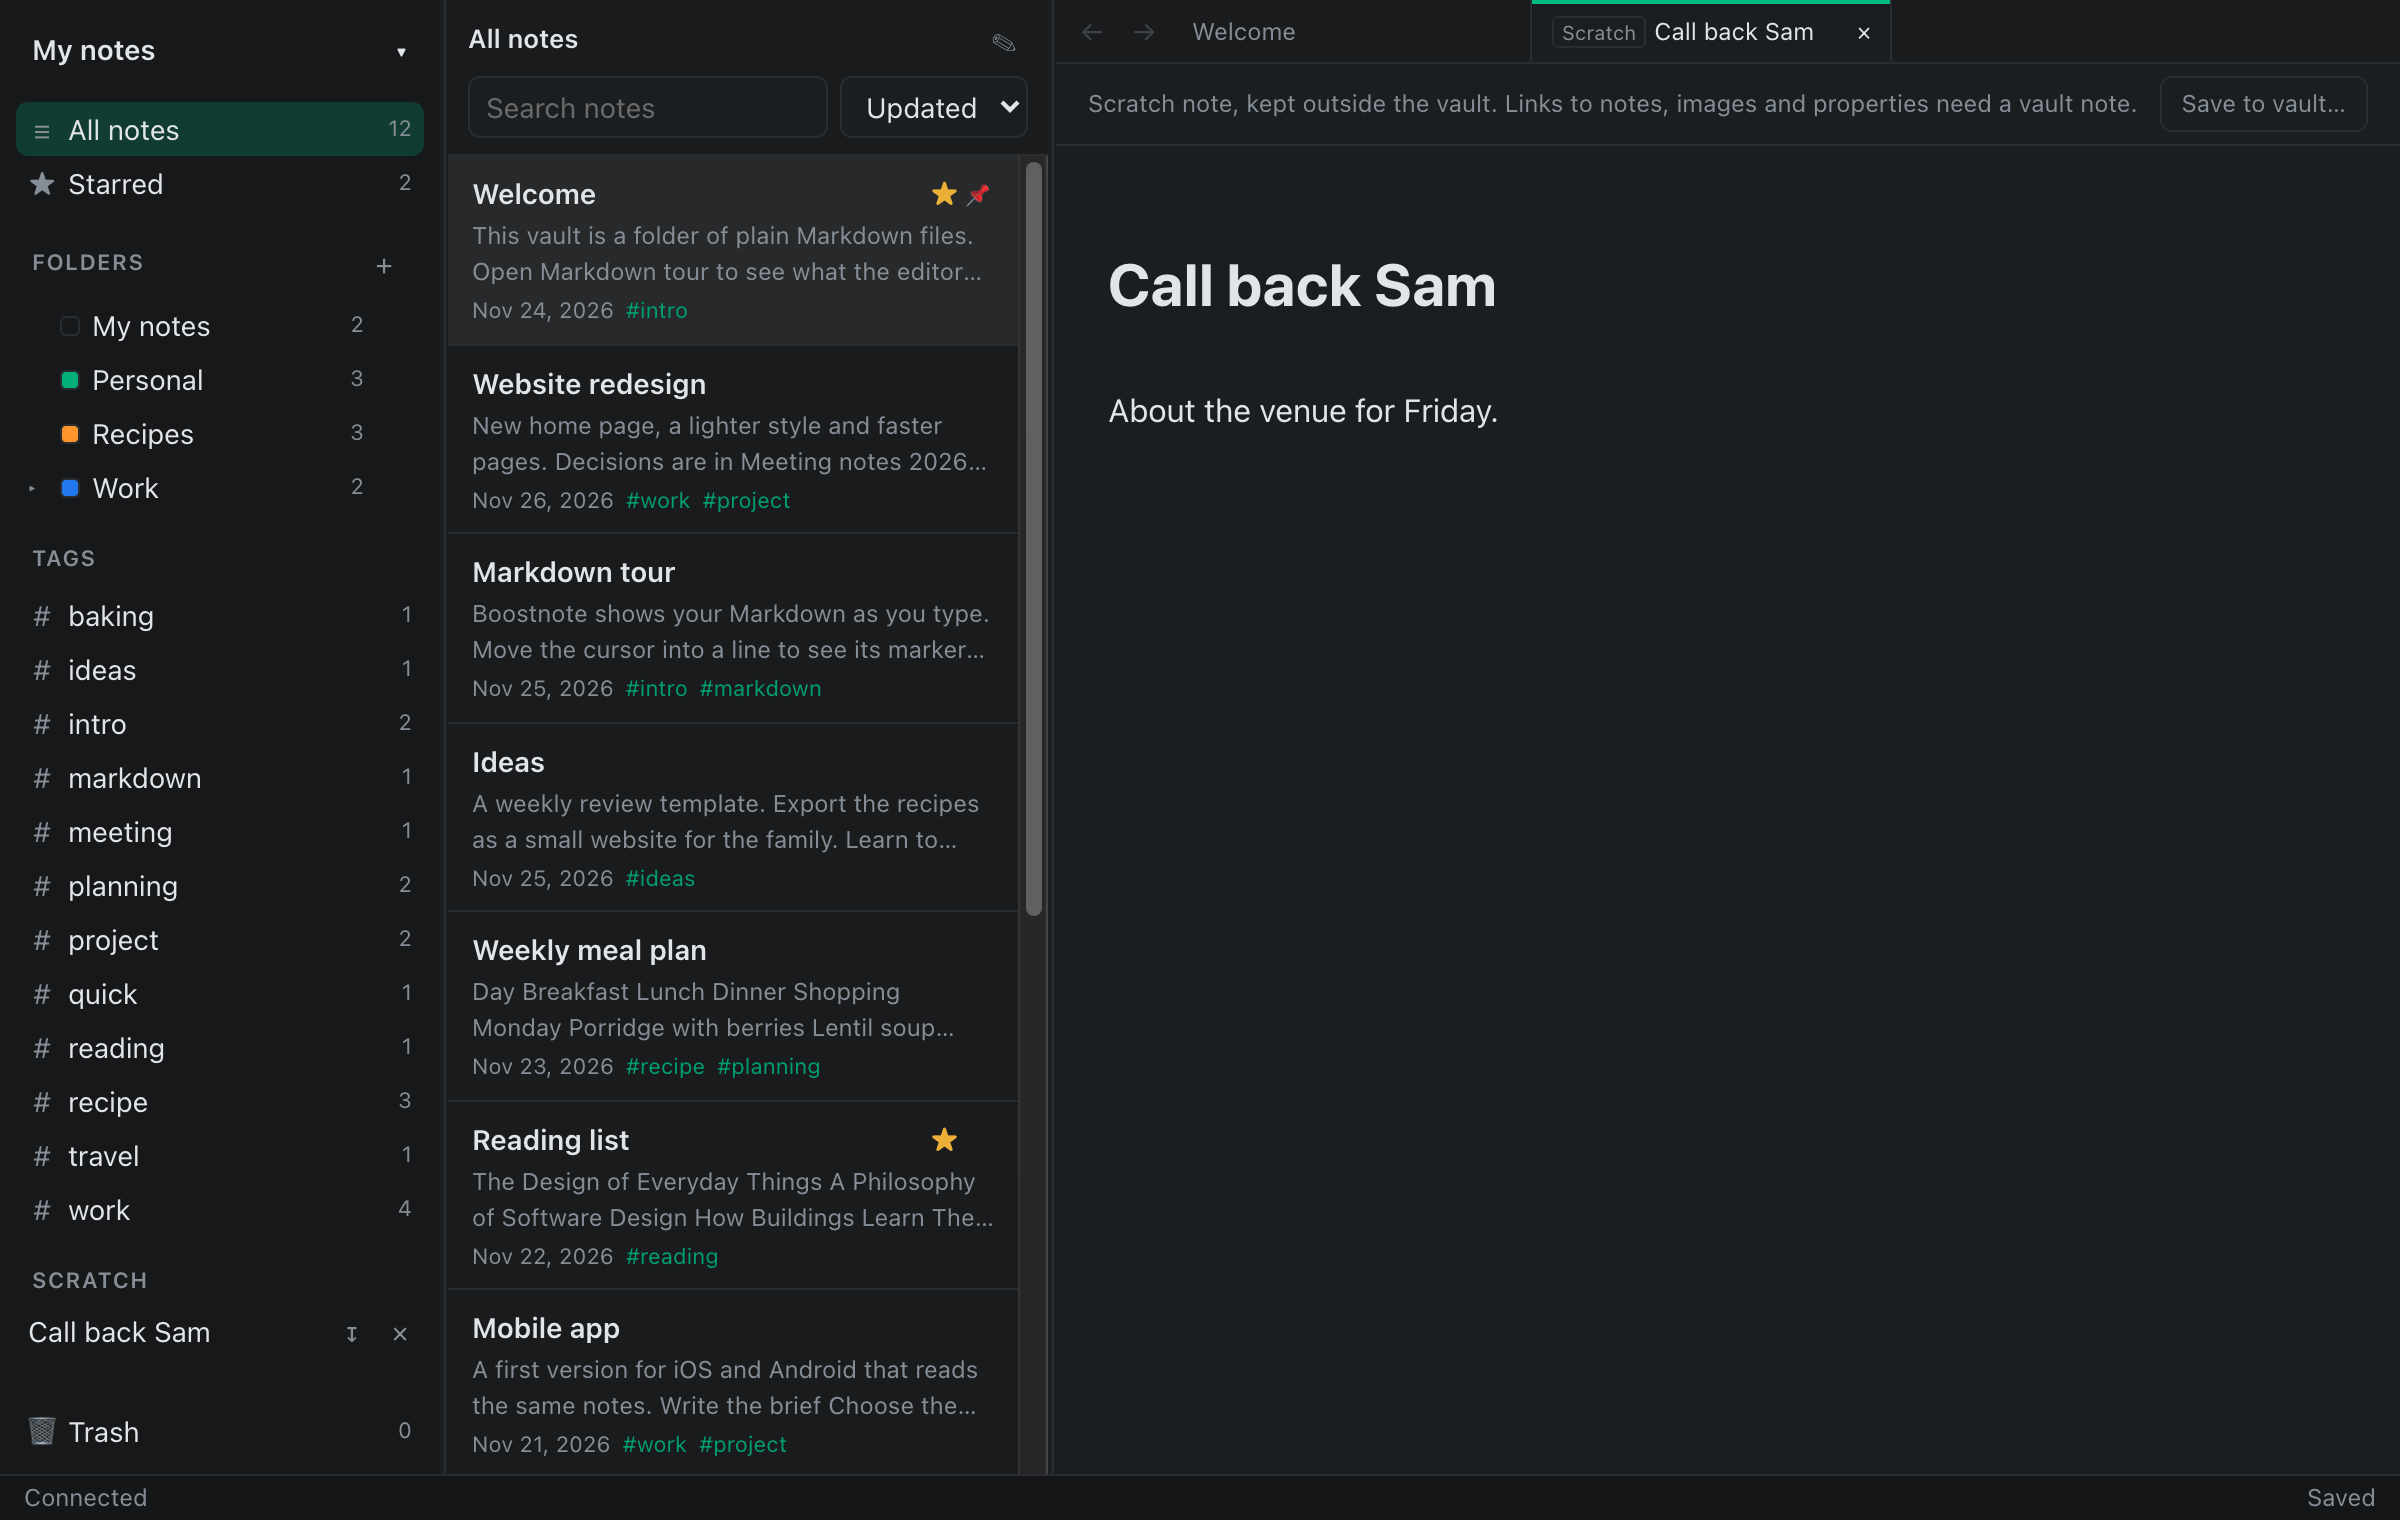 My notes
All notes 12
Starred 2
FOLDERS
My notes 2
Personal 3
Recipes 3
Work 2
TAGS
# baking 1
# ideas 1
# intro 2
# markdown 1
# meeting 1
# planning 2
# project 2
# quick 1
# reading 1
# recipe 3
# travel 1
# work 4
SCRATCH
Call back Sam
Trash 0
All notes
Search notes
Updated
Welcome
This vault is a folder of plain Markdown files.
Open Markdown tour to see what the editor...
Nov 24, 2026 #intro
Website redesign
New home page, a lighter style and faster
pages. Decisions are in Meeting notes 2026...
Nov 26, 2026 #work #project
Markdown tour
Boostnote shows your Markdown as you type.
Move the cursor into a line to see its marker...
Nov 25, 2026 #intro #markdown
Ideas
A weekly review template. Export the recipes
as a small website for the family. Learn to...
Nov 25, 2026 #ideas
Weekly meal plan
Day Breakfast Lunch Dinner Shopping
Monday Porridge with berries Lentil soup...
Nov 23, 2026 #recipe #planning
Reading list
The Design of Everyday Things A Philosophy
of Software Design How Buildings Learn The...
Nov 22, 2026 #reading
Mobile app
A first version for iOS and Android that reads
the same notes. Write the brief Choose the...
Nov 21, 2026 #work #project
Welcome
Scratch Call back Sam
Scratch note, kept outside the vault. Links to notes, images and properties need a vault note.
Save to vault...
Call back Sam
About the venue for Friday.
Connected
Saved